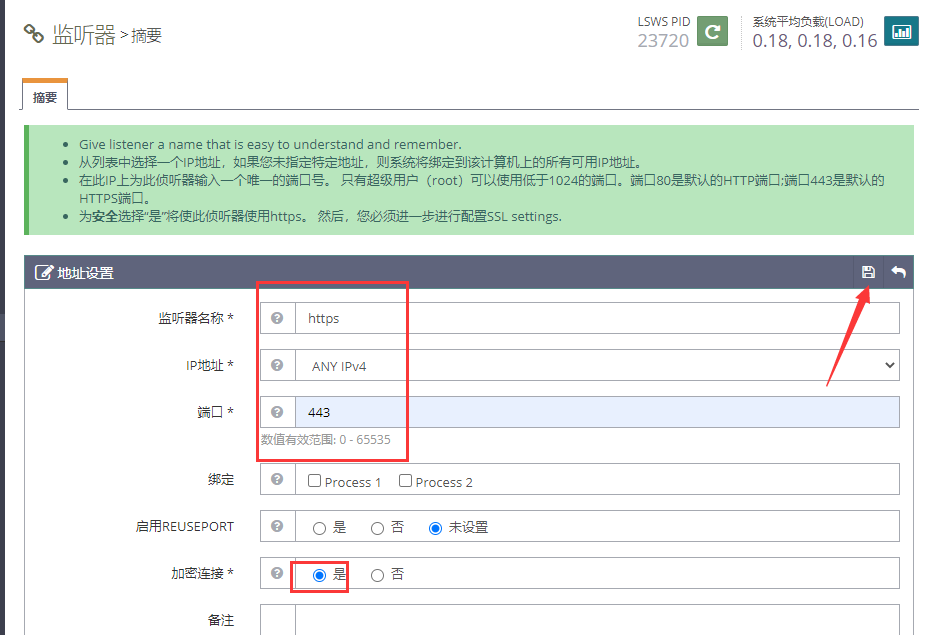 监听器 > 摘要
LSWS PID
23720
系统平均负载(LOAD)
0.18, 0.18, 0.16
摘要
Give listener a name that is easy to understand and remember.
从列表中选择一个IP地址，如果您未指定特定地址，则系统将绑定到该计算机上的所有可用IP地址。
在此IP上为此侦听器输入一个唯一的端口号。 只有超级用户（root）可以使用低于1024的端口。端口80是默认的HTTP端口;端口443是默认的
HTTPS端口。
为安全选择“是”将使此侦听器使用https。 然后，您必须进一步进行配置SSL settings.
地址设置
监听器名称 * https
IP地址 * ANY IPv4
端口 * 443
数值有效范围: 0 - 65535
绑定 Process 1 Process 2
启用REUSEPORT 是 否 未设置
加密连接 * 是 否
备注